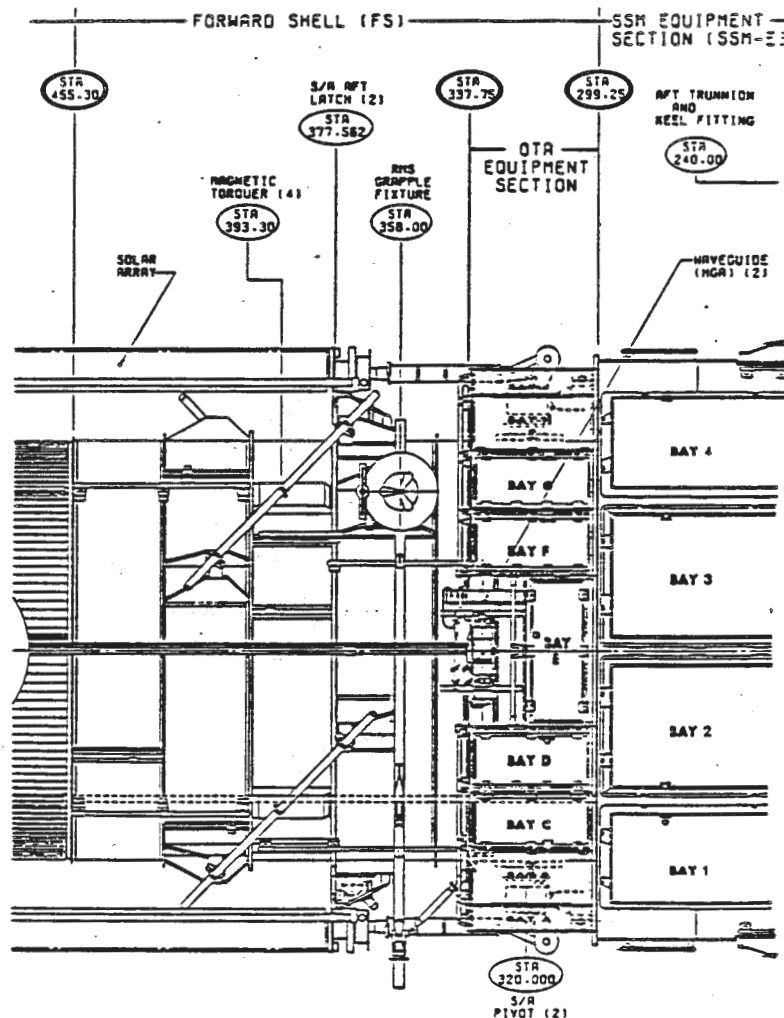 FORWARD SHELL (FS)
SSM EQUIPMENT
SECTION (SSM-E
STA
455.30
S/A AFT
LATCH (2)
STA
377.562
STA
337.75
STA
299.25
AFT TRUNNION
AND
KEEL FITTING
STA
240.00
OTA
EQUIPMENT
SECTION
MAGNETIC
TORQUER (4)
STA
393.30
RMS
GRAPPLE
FIXTURE
STA
358.00
SOLAR
ARRAY
WAVEGUIDE
(HGA) (2)
BAY G
BAY F
BAY
E
BAY D
BAY C
BAY 4
BAY 3
BAY 2
BAY 1
STA
320.000
S/A
PIVOT (2)